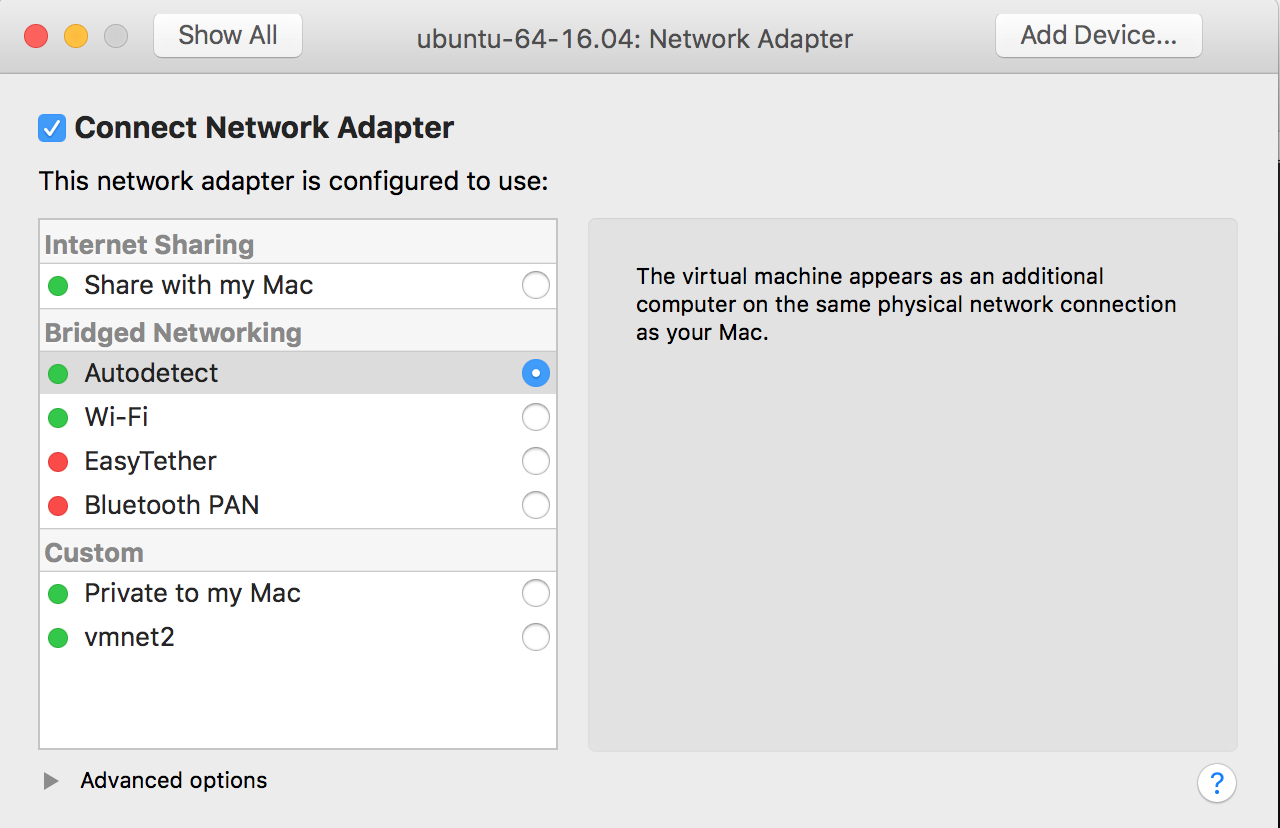 Show All
ubuntu-64-16.04: Network Adapter
Add Device...
Connect Network Adapter
This network adapter is configured to use:
Internet Sharing
Share with my Mac
Bridged Networking
Autodetect
Wi-Fi
EasyTether
Bluetooth PAN
Custom
Private to my Mac
vmnet2
The virtual machine appears as an additional
computer on the same physical network connection
as your Mac.
Advanced options
?